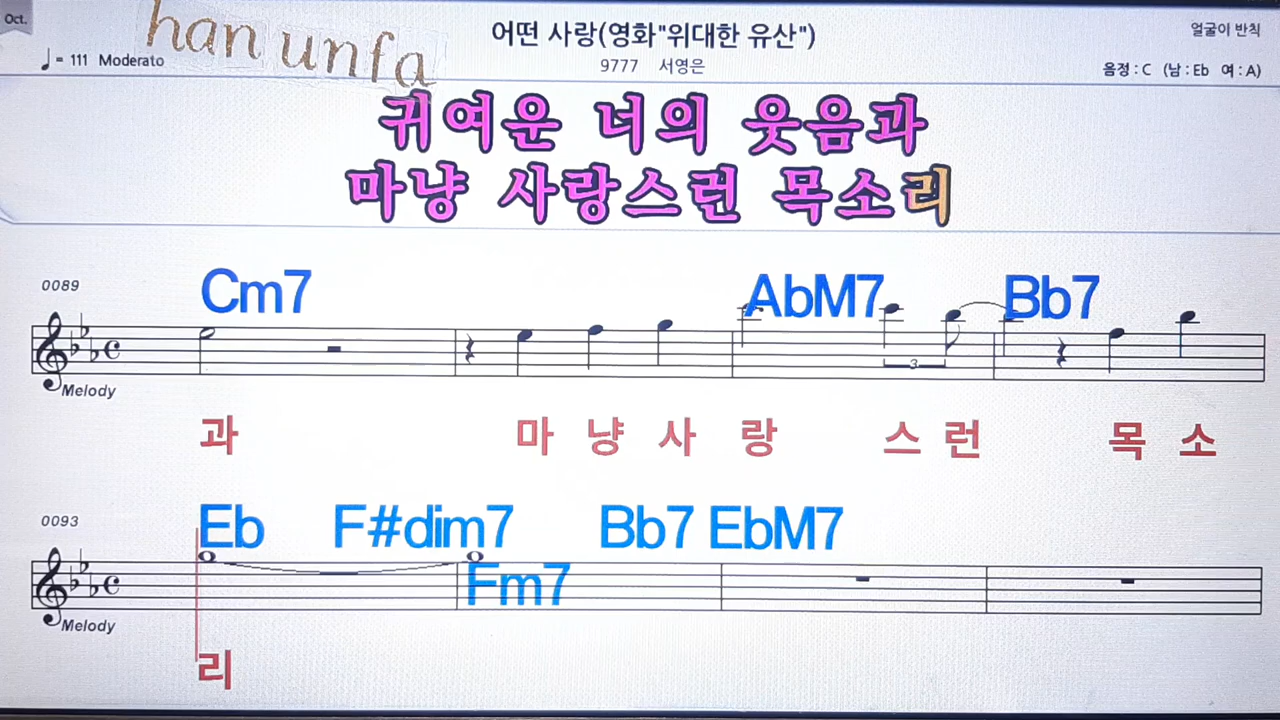 Oct.
han unfa
어떤 사랑(영화"위대한 유산")
얼굴이 반칙
♩= 111 Moderato
9777 서영은
음정 : C (남 : Eb 여 : A)
귀여운 너의 웃음과
마냥 사랑스런 목소리
0089
Cm7 AbM7 Bb7
3
Melody
과 마 냥 사 랑 스 런 목 소
0093
Eb F#dim7 Bb7 EbM7
Fm7
Melody
리